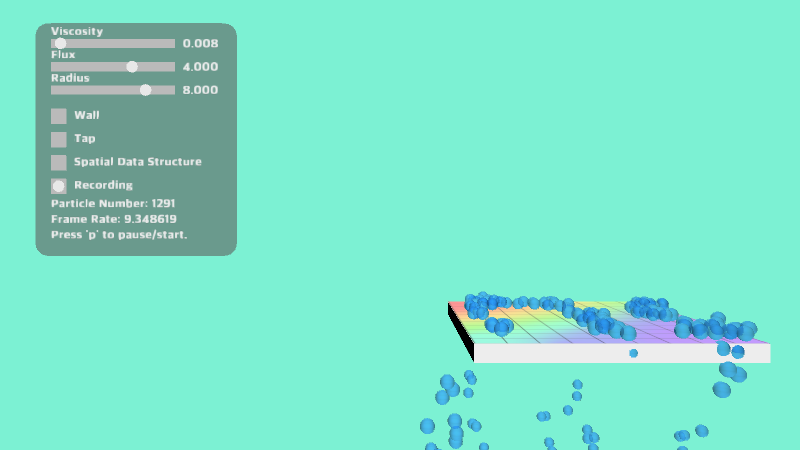 Viscosity
0.008
Flux
4.000
Radius
8.000
Wall
Tap
Spatial Data Structure
Recording
Particle Number: 1291
Frame Rate: 9.348619
Press 'p' to pause/start.